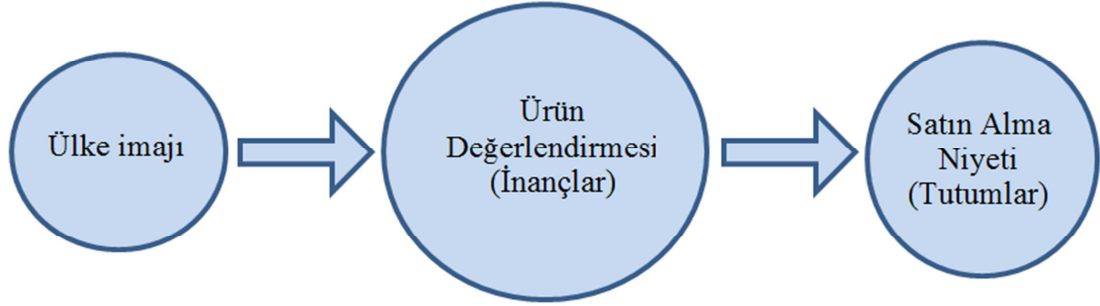 Ülke imajı
Ürün
Değerlendirmesi
(İnançlar)
Satın Alma
Niyeti
(Tutumlar)